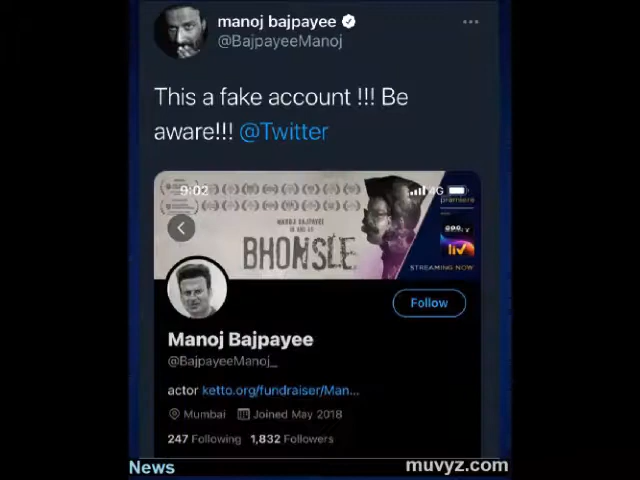 manoj bajpayee
@BajpayeeManoj
This a fake account !!! Be
aware!!! @Twitter
9:02
4G
premiere
MANOJ BAJPAYEE
BHONSLE
liv
STREAMING NOW
Follow
Manoj Bajpayee
@BajpayeeManoj_
actor ketto.org/fundraiser/Man...
Mumbai Joined May 2018
247 Following 1,832 Followers
News
muvyz.com